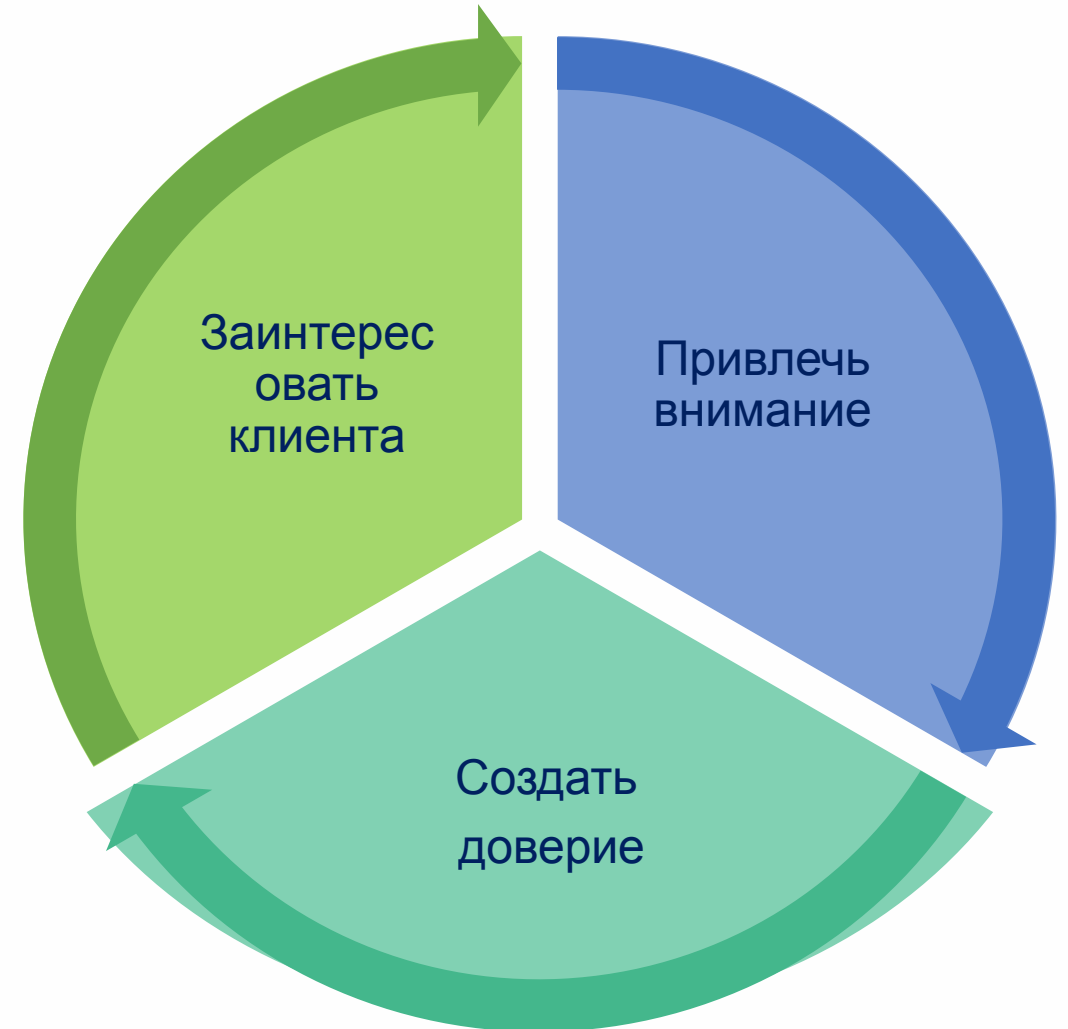 Заинтерес
овать
клиента
Привлечь
внимание
Создать
доверие